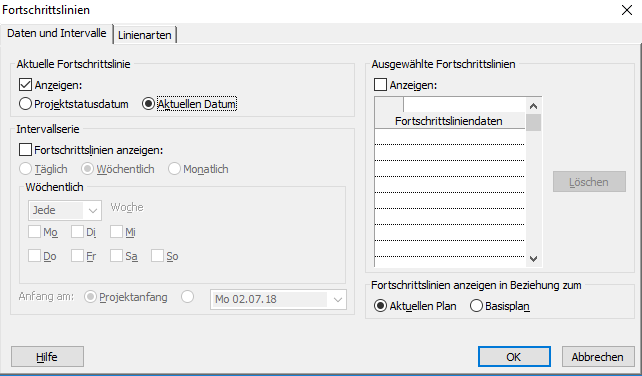 Fortschrittslinien
Daten und Intervalle
Linienarten
Aktuelle Fortschrittslinie
Anzeigen:
Projektstatusdatum
Aktuellen Datum
Intervallserie
Fortschrittslinien anzeigen:
Täglich
Wöchentlich
Monatlich
Wöchentlich
Jede
Woche
Mo
Di
Mi
Do
Fr
Sa
So
Anfang am:
Projektanfang
Mo 02.07.18
Ausgewählte Fortschrittslinien
Anzeigen:
Fortschrittsliniendaten
Löschen
Fortschrittslinien anzeigen in Beziehung zum
Aktuellen Plan
Basisplan
Hilfe
OK
Abbrechen